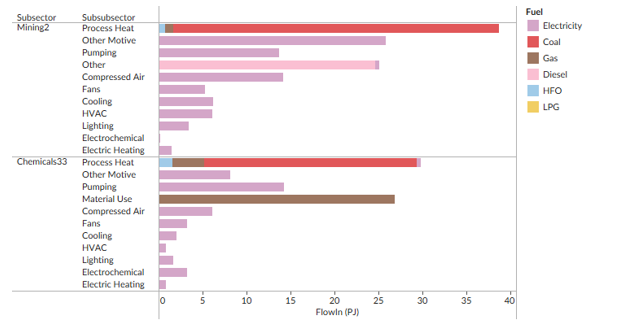 Subsector Subsubsector
Mining2 Process Heat
Other Motive
Pumping
Other
Compressed Air
Fans
Cooling
HVAC
Lighting
Electrochemical
Electric Heating
Chemicals33 Process Heat
Other Motive
Pumping
Material Use
Compressed Air
Fans
Cooling
HVAC
Lighting
Electrochemical
Electric Heating
0 5 10 15 20 25 30 35 40
FlowIn (PJ)
Fuel
Electricity
Coal
Gas
Diesel
HFO
LPG